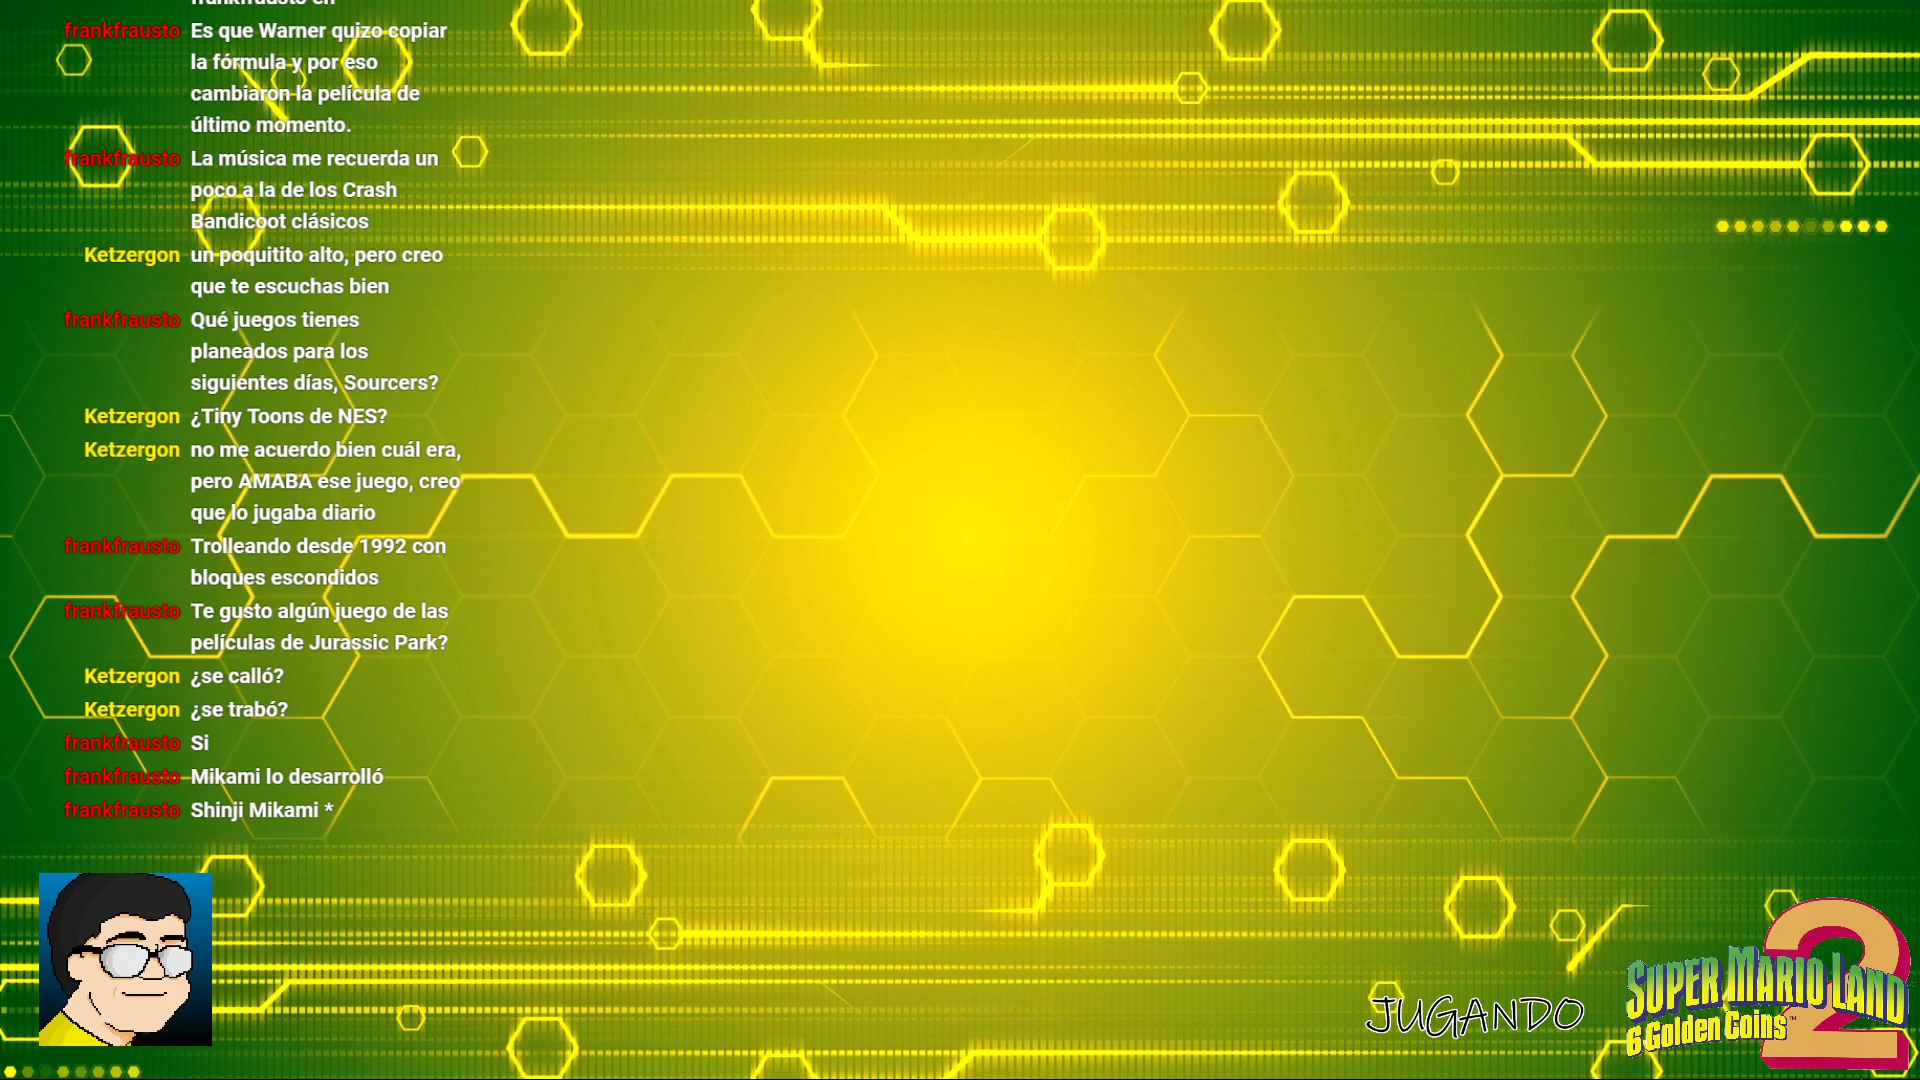 frankfrausto en
frankfrausto Es que Warner quizo copiar
la fórmula y por eso
cambiaron la película de
último momento.
frankfrausto La música me recuerda un
poco a la de los Crash
Bandicoot clásicos
Ketzergon un poquitito alto, pero creo
que te escuchas bien
frankfrausto Qué juegos tienes
planeados para los
siguientes días, Sourcers?
Ketzergon ¿Tiny Toons de NES?
Ketzergon no me acuerdo bien cuál era,
pero AMABA ese juego, creo
que lo jugaba diario
frankfrausto Trolleando desde 1992 con
bloques escondidos
frankfrausto Te gusto algún juego de las
películas de Jurassic Park?
Ketzergon ¿se calló?
Ketzergon ¿se trabó?
frankfrausto Si
frankfrausto Mikami lo desarrolló
frankfrausto Shinji Mikami *
JUGANDO
SUPER MARIO LAND 2
6 Golden Coins™